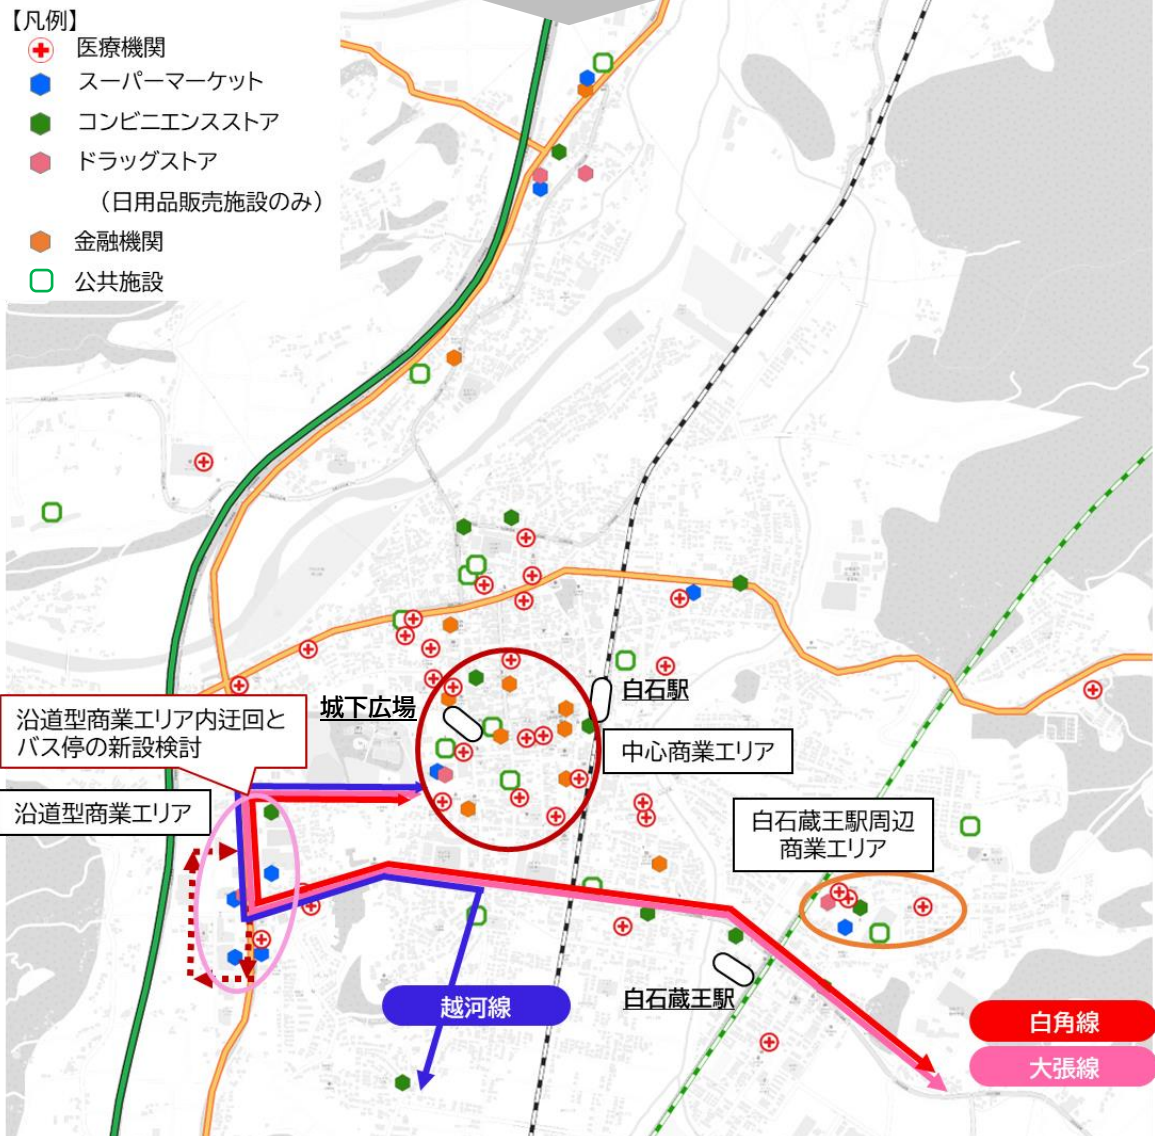 【凡例】
医療機関
スーパーマーケット
コンビニエンスストア
ドラッグストア
（日用品販売施設のみ）
金融機関
公共施設
城下広場
白石駅
沿道型商業エリア内迂回と
バス停の新設検討
中心商業エリア
沿道型商業エリア
白石蔵王駅周辺
商業エリア
越河線
白石蔵王駅
白角線
大張線